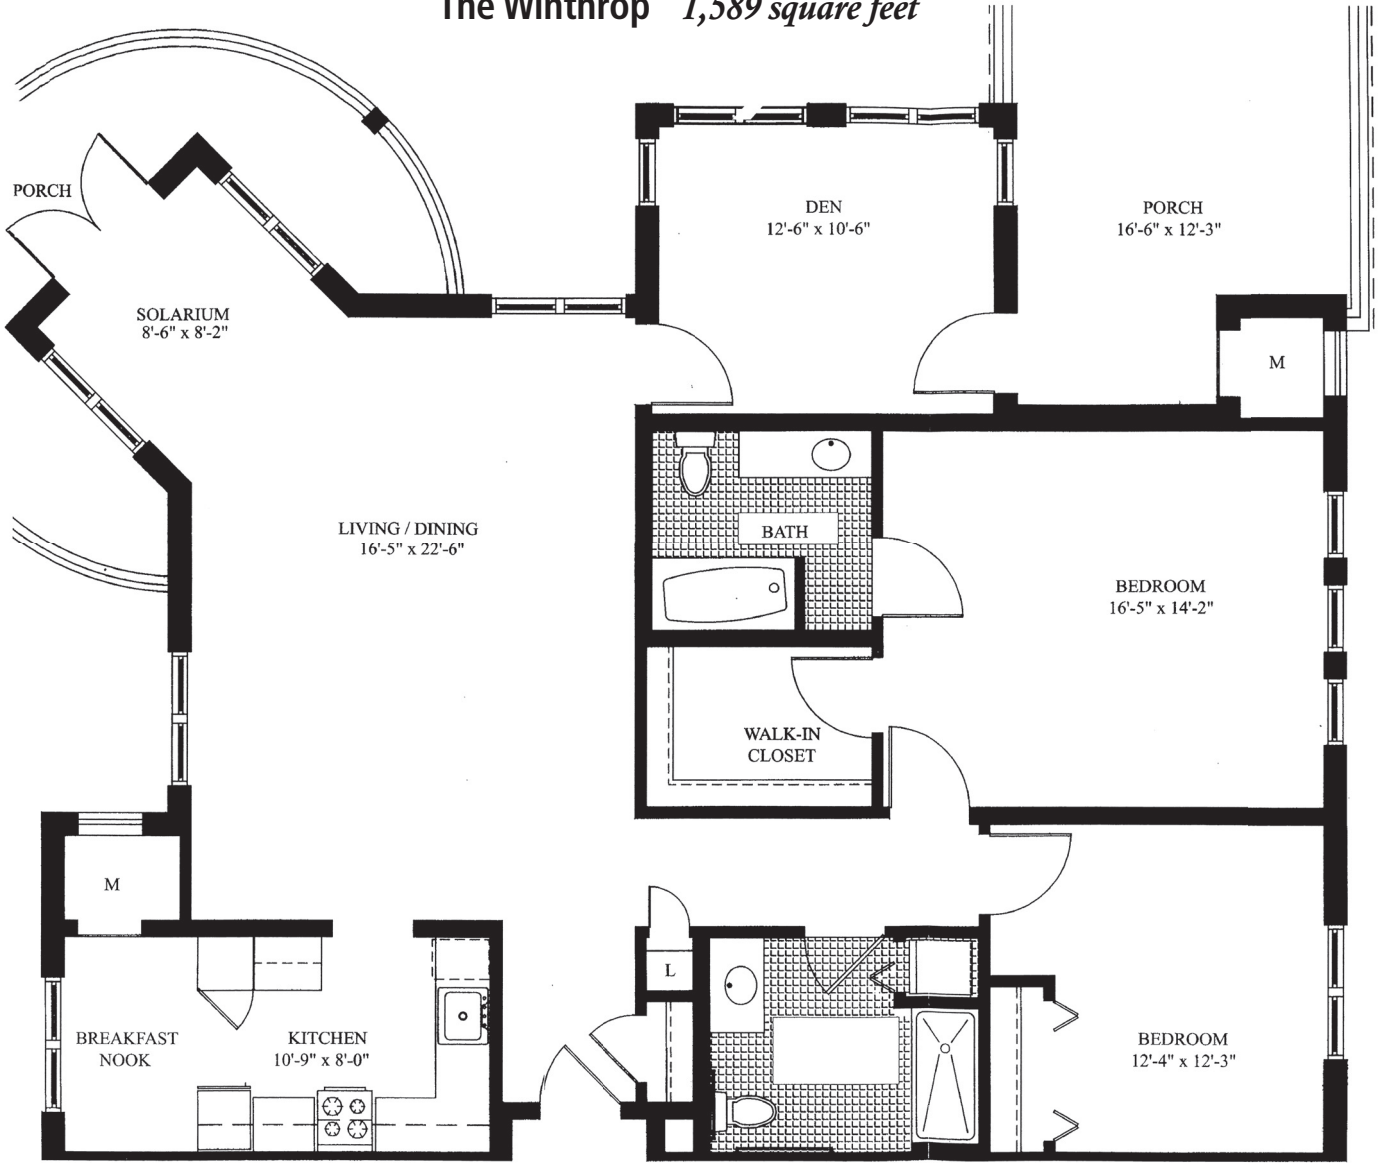 The Winthrop 1,589 square feet
PORCH
SOLARIUM
8'-6" x 8'-2"
DEN
12'-6" x 10'-6"
PORCH
16'-6" x 12'-3"
M
LIVING / DINING
16'-5" x 22'-6"
BATH
BEDROOM
16'-5" x 14'-2"
WALK-IN
CLOSET
M
L
BREAKFAST
NOOK
KITCHEN
10'-9" x 8'-0"
BEDROOM
12'-4" x 12'-3"